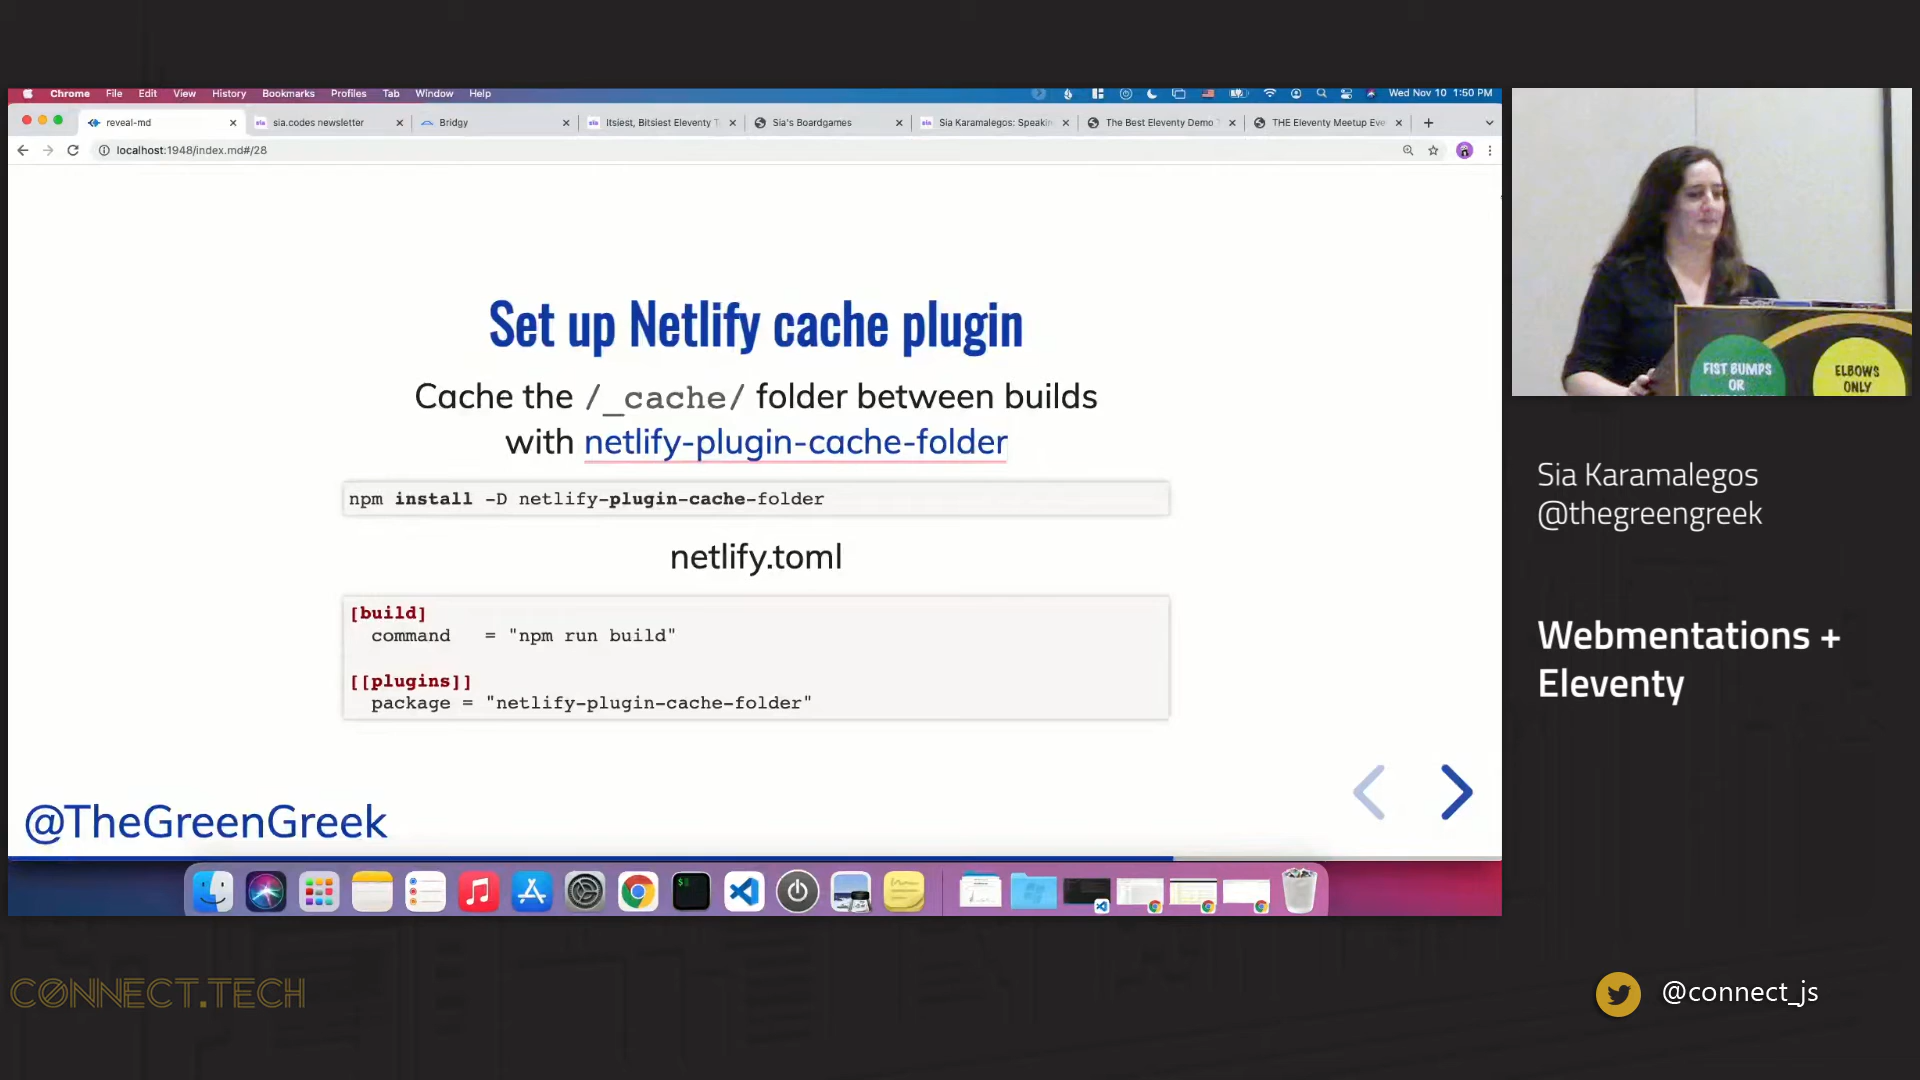 Chrome File Edit View History Bookmarks Profiles Tab Window Help
Wed Nov 10 1:50 PM
reveal-md
sia.codes newsletter
Bridgy
Itsiest, Bitsiest Eleventy T
Sia's Boardgames
Sia Karamalegos: Speakin
The Best Eleventy Demo
THE Eleventy Meetup Eve
localhost:1948/index.md#/28
Set up Netlify cache plugin
Cache the /_cache/ folder between builds
with netlify-plugin-cache-folder
npm install -D netlify-plugin-cache-folder
netlify.toml
[build]
command = "npm run build"
[[plugins]]
package = "netlify-plugin-cache-folder"
@TheGreenGreek
FIST BUMPS
OR
ELBOWS
ONLY
Sia Karamalegos
@thegreengreek
Webmentations +
Eleventy
CONNECT.TECH
@connect_js